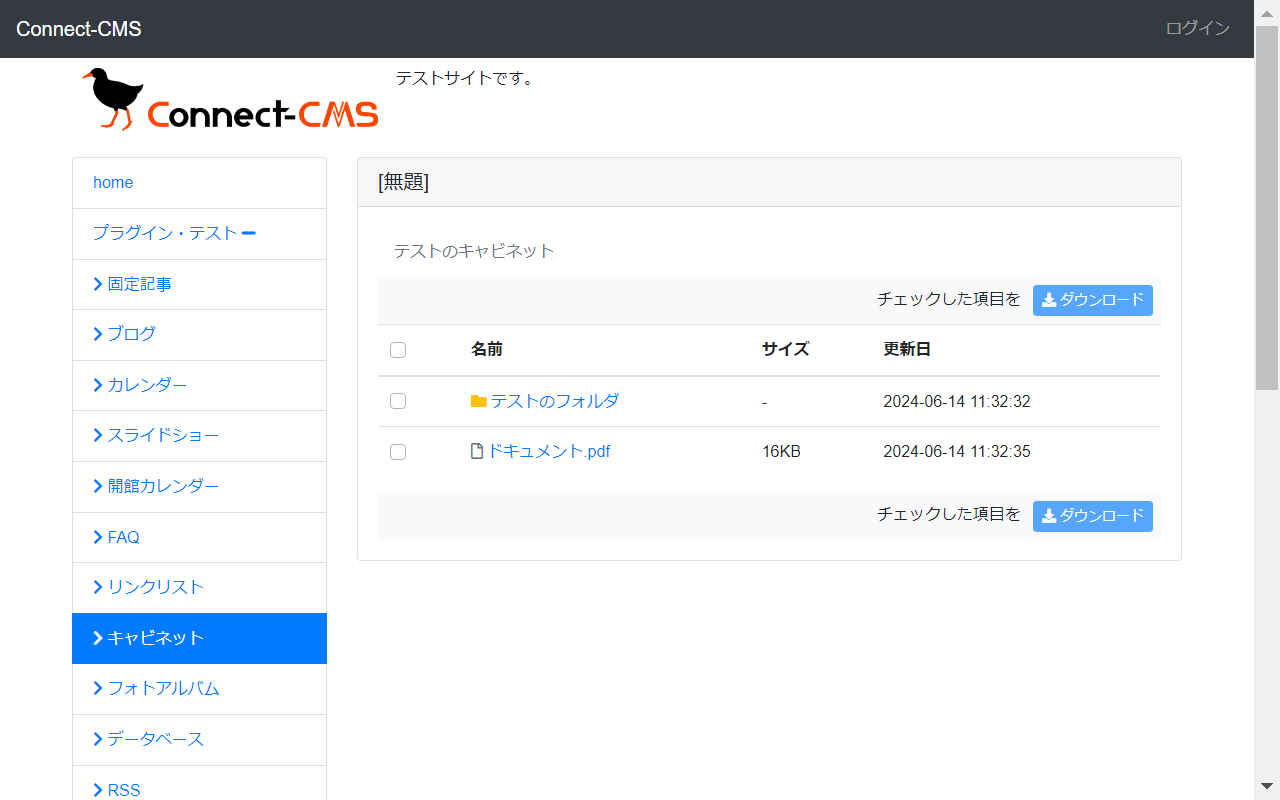 Connect-CMS
ログイン
Connect-CMS
テストサイトです。
home
プラグイン・テスト
固定記事
ブログ
カレンダー
スライドショー
開館カレンダー
FAQ
リンクリスト
キャビネット
フォトアルバム
データベース
RSS
[無題]
テストのキャビネット
チェックした項目を ダウンロード
名前 サイズ 更新日
テストのフォルダ - 2024-06-14 11:32:32
ドキュメント.pdf 16KB 2024-06-14 11:32:35
チェックした項目を ダウンロード